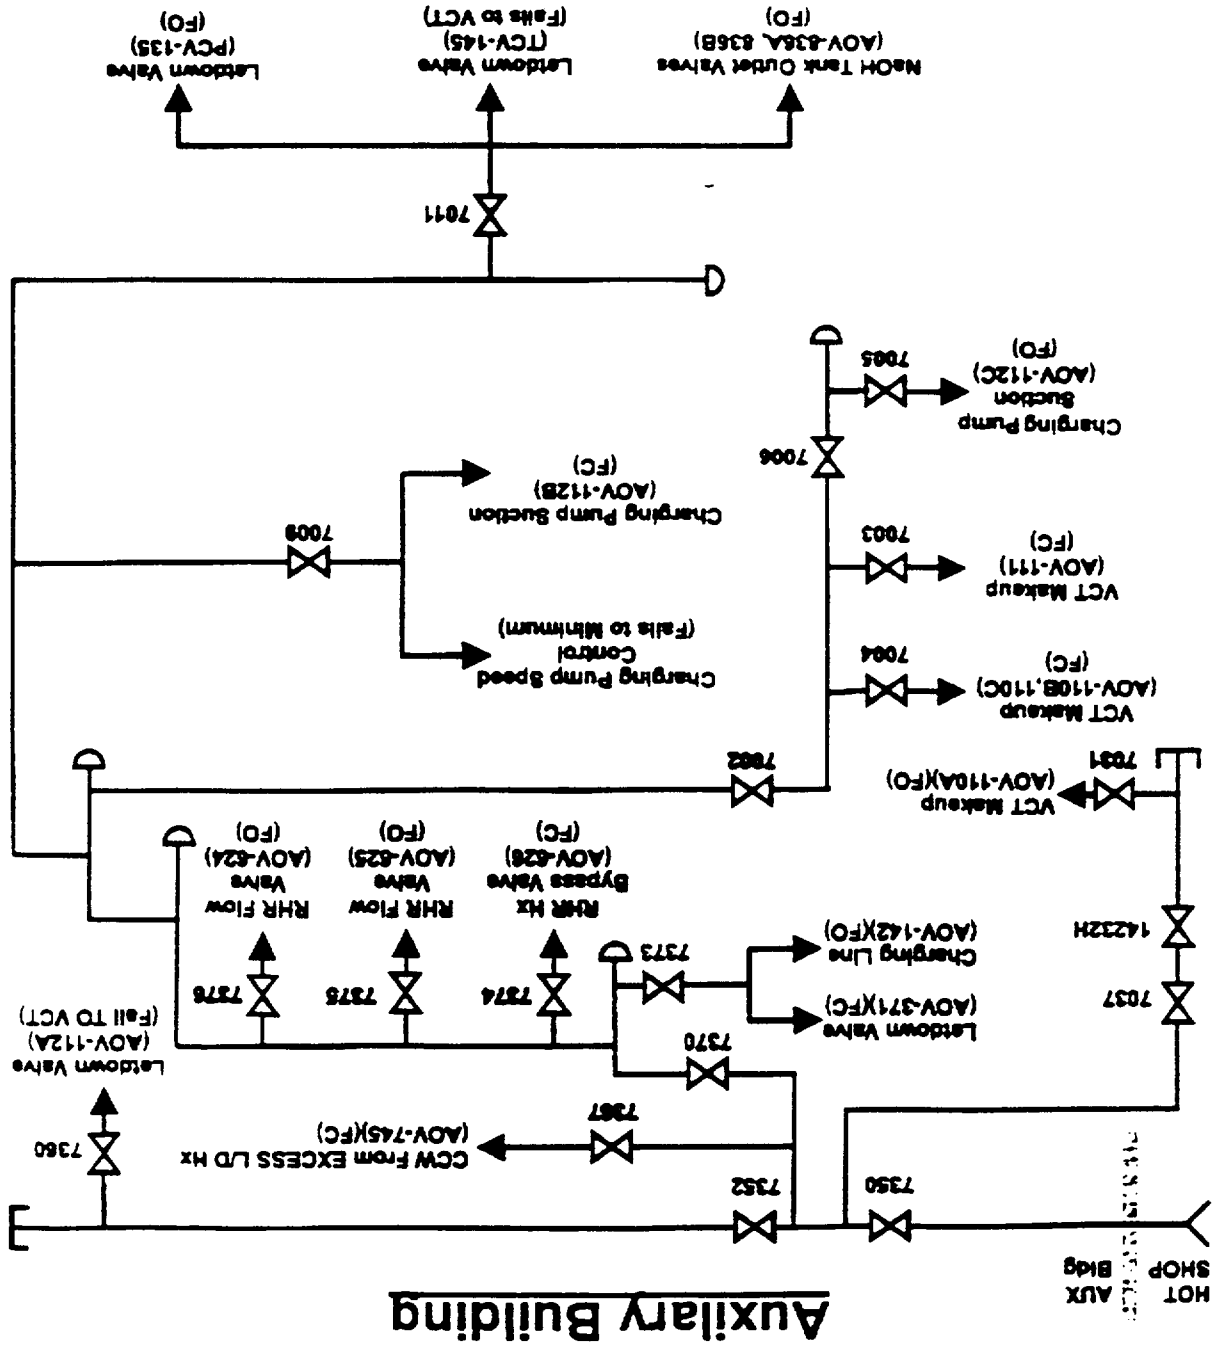 Auxilary Building
HOT
SHOP
AUX
Bldg
7350
7352
7360
7367
CCW From EXCESS L/D Hx
(AOV-745)(FC)
Letdown Valve
(AOV-112A)
(Fail TO VCT)
7037
14232H
7370
Letdown Valve
(AOV-371)(FC)
7373
Charging Line
(AOV-142)(FO)
7374
RHR Hx
Bypass Valve
(AOV-626)
(FC)
7375
RHR Flow
Valve
(AOV-625)
(FO)
7376
RHR Flow
Valve
(AOV-624)
(FO)
7031
VCT Makeup
(AOV-110A)(FO)
7002
VCT Makeup
(AOV-110B,110C)
(FC)
7004
Charging Pump Speed
Control
(Fails to Minimum)
VCT Makeup
(AOV-111)
(FC)
7003
7009
Charging Pump Suction
(AOV-112B)
(FC)
7006
Charging Pump
Suction
(AOV-112C)
(FO)
7005
7011
NaOH Tank Outlet Valves
(AOV-836A, 836B)
(FO)
Letdown Valve
(TCV-145)
(Fails to VCT)
Letdown Valve
(PCV-135)
(FO)